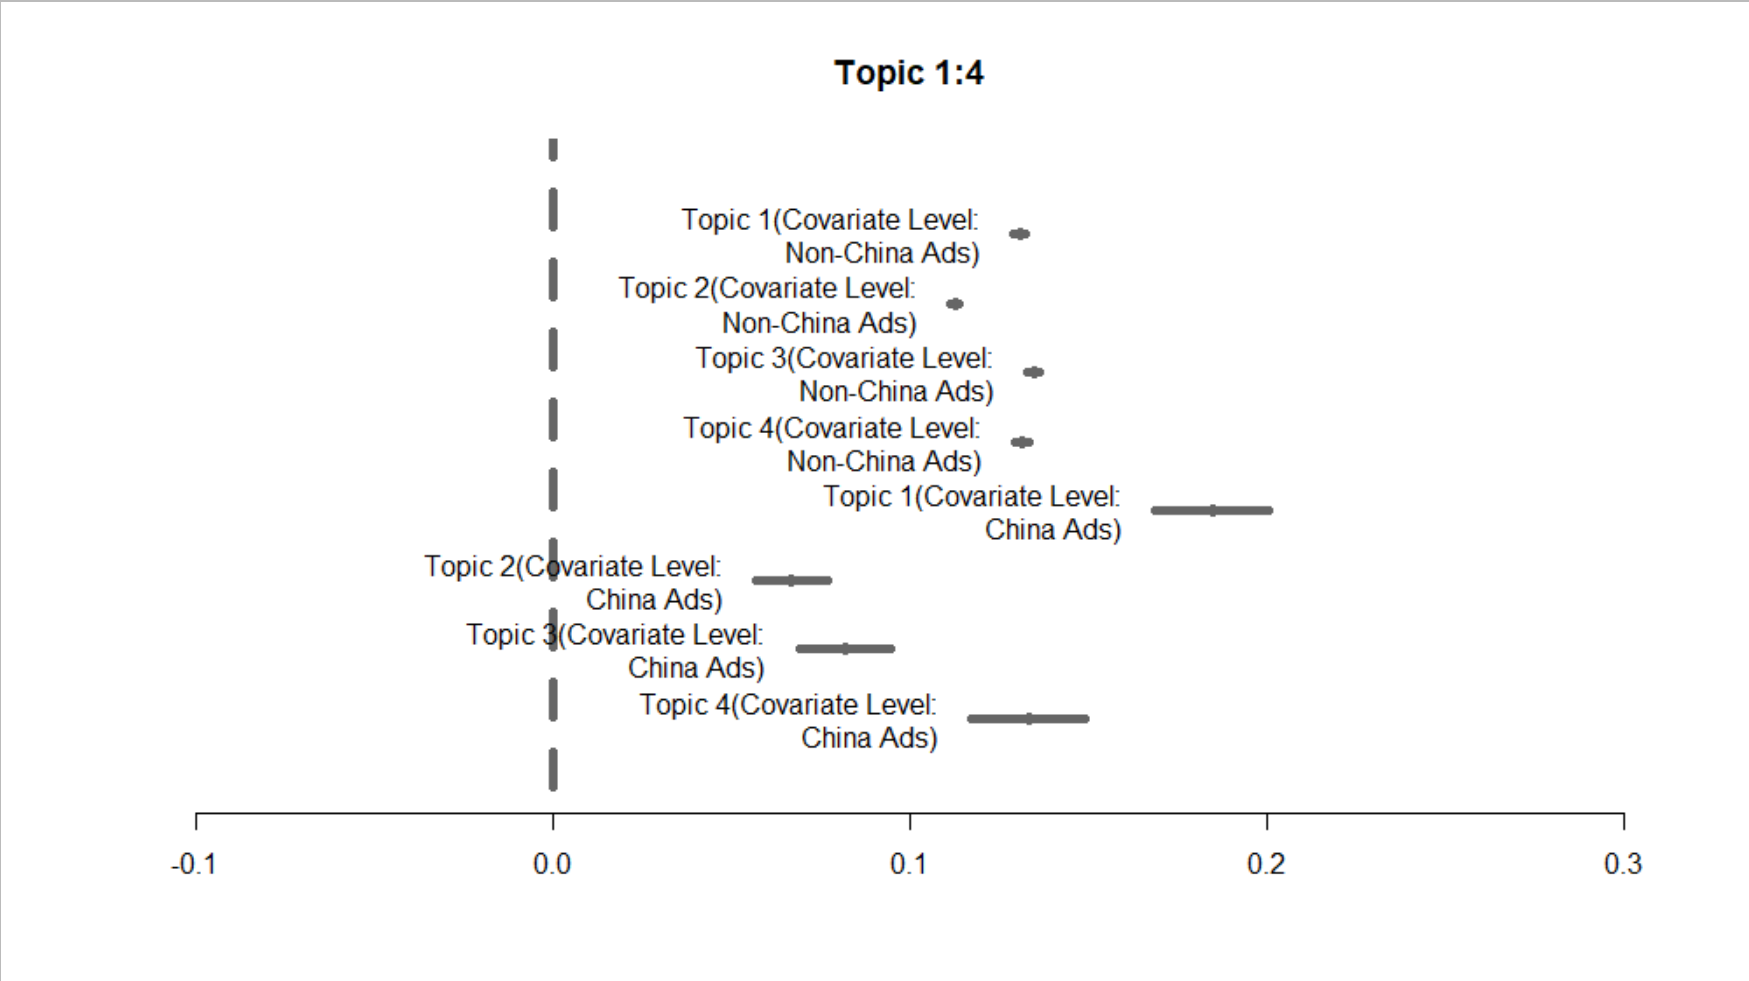 Topic 1:4
Topic 1(Covariate Level:
Non-China Ads)
Topic 2(Covariate Level:
Non-China Ads)
Topic 3(Covariate Level:
Non-China Ads)
Topic 4(Covariate Level:
Non-China Ads)
Topic 1(Covariate Level:
China Ads)
Topic 2(Covariate Level:
China Ads)
Topic 3(Covariate Level:
China Ads)
Topic 4(Covariate Level:
China Ads)
-0.1 0.0 0.1 0.2 0.3